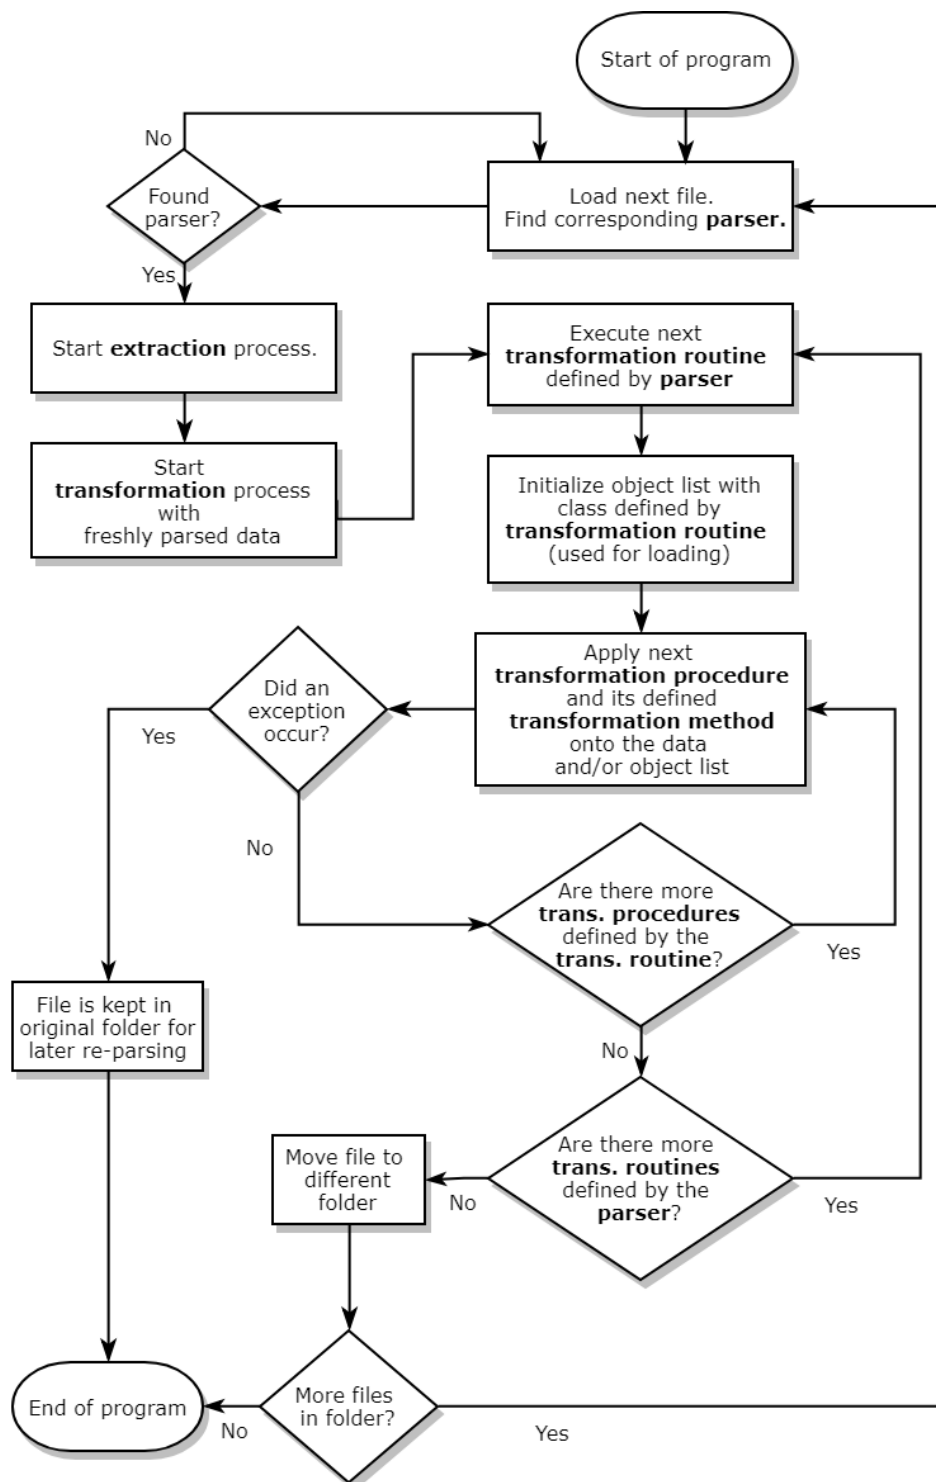 Start of program
No
Found
parser?
Load next file.
Find corresponding parser.
Yes
Start extraction process.
Execute next
transformation routine
defined by parser
Start
transformation process
with
freshly parsed data
Initialize object list with
class defined by
transformation routine
(used for loading)
Apply next
transformation procedure
and its defined
transformation method
onto the data
and/or object list
Did an
exception
occur?
Yes
No
Are there more
trans. procedures
defined by the
trans. routine?
Yes
File is kept in
original folder for
later re-parsing
No
Are there more
trans. routines
defined by the
parser?
Yes
No
Move file to
different
folder
End of program
No
More files
in folder?
Yes